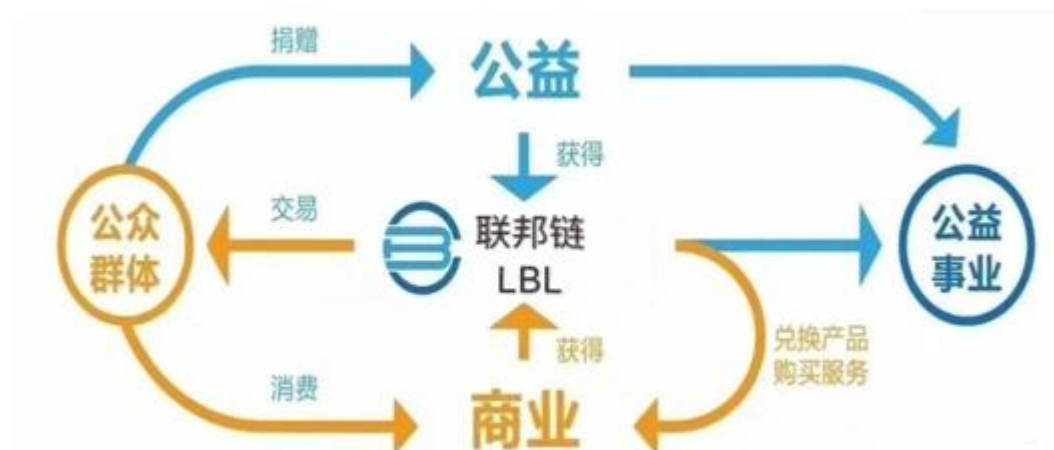 捐赠
公益
获得
公众
群体
交易
联邦链
LBL
公益
事业
获得
兑换产品
购买服务
消费
商业